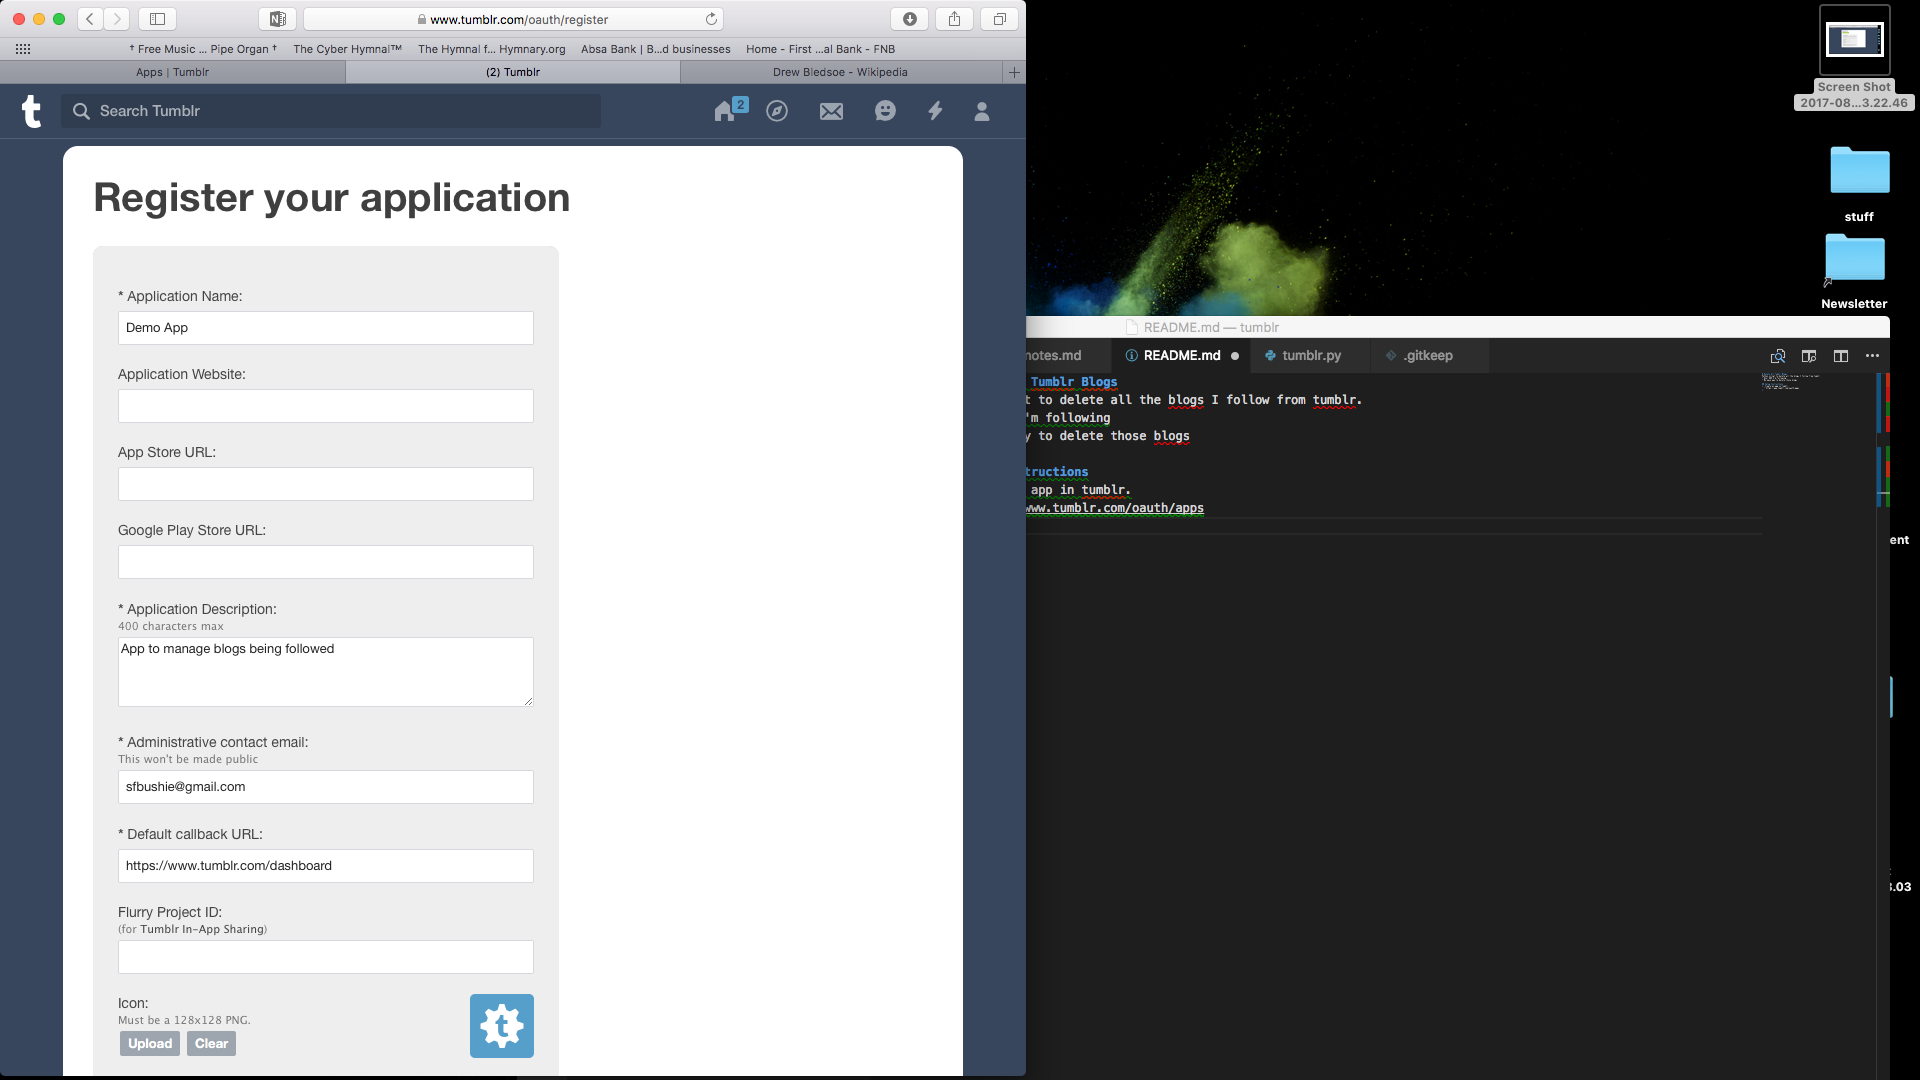 www.tumblr.com/oauth/register
† Free Music ... Pipe Organ †
The Cyber Hymnal™
The Hymnal f... Hymnary.org
Absa Bank | B...d businesses
Home - First ...al Bank - FNB
Apps | Tumblr
(2) Tumblr
Drew Bledsoe - Wikipedia
t
Search Tumblr
2
Register your application
* Application Name:
Demo App
Application Website:
App Store URL:
Google Play Store URL:
* Application Description:
400 characters max
App to manage blogs being followed
* Administrative contact email:
This won't be made public
sfbushie@gmail.com
* Default callback URL:
https://www.tumblr.com/dashboard
Flurry Project ID:
(for Tumblr In-App Sharing)
Icon:
Must be a 128x128 PNG.
Upload
Clear
t
Screen Shot
2017-08...3.22.46
stuff
Newsletter
README.md — tumblr
notes.md
README.md
tumblr.py
.gitkeep
Tumblr Blogs
t to delete all the blogs I follow from tumblr.
'm following
y to delete those blogs
tructions
app in tumblr.
www.tumblr.com/oauth/apps
ent
3.03